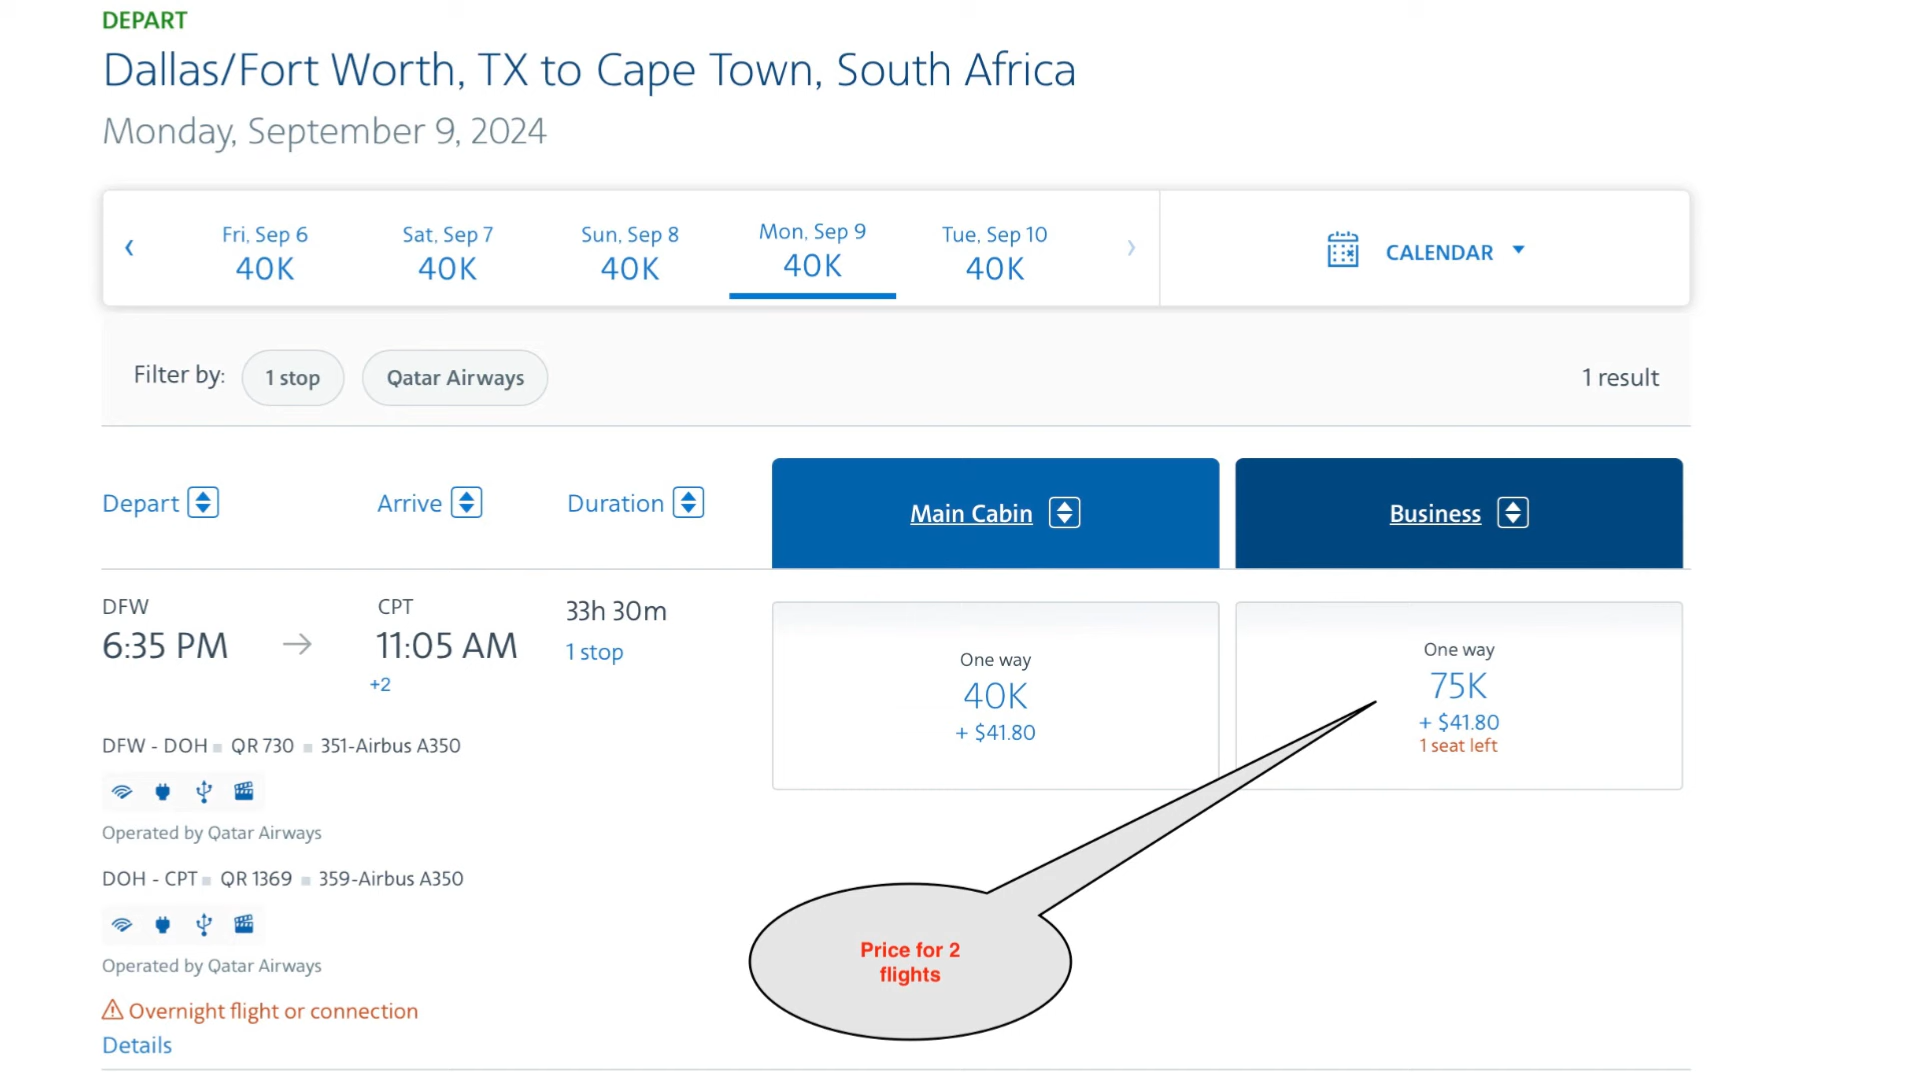 DEPART
Dallas/Fort Worth, TX to Cape Town, South Africa
Monday, September 9, 2024
Fri, Sep 6
40K
Sat, Sep 7
40K
Sun, Sep 8
40K
Mon, Sep 9
40K
Tue, Sep 10
40K
CALENDAR
Filter by:
1 stop
Qatar Airways
1 result
Depart
Arrive
Duration
Main Cabin
Business
DFW
6:35 PM
CPT
11:05 AM
+2
33h 30m
1 stop
One way
40K
+ $41.80
One way
75K
+ $41.80
1 seat left
DFW - DOH ▪ QR 730 ▪ 351-Airbus A350
Operated by Qatar Airways
DOH - CPT ▪ QR 1369 ▪ 359-Airbus A350
Operated by Qatar Airways
Overnight flight or connection
Details
Price for 2
flights